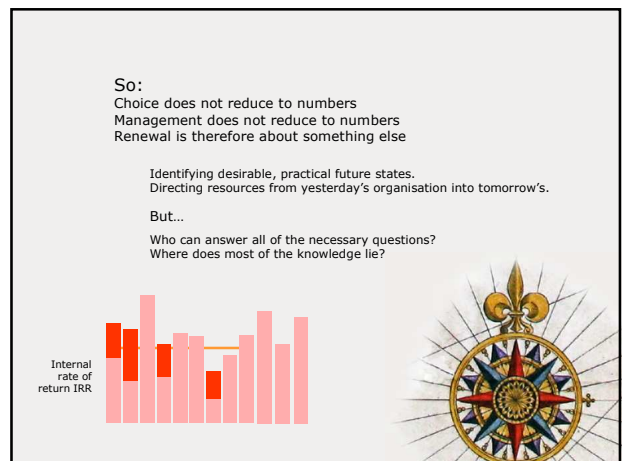 So:
Choice does not reduce to numbers
Management does not reduce to numbers
Renewal is therefore about something else
Identifying desirable, practical future states.
Directing resources from yesterday’s organisation into tomorrow’s.
But…
Who can answer all of the necessary questions?
Where does most of the knowledge lie?
Internal
rate of
return IRR